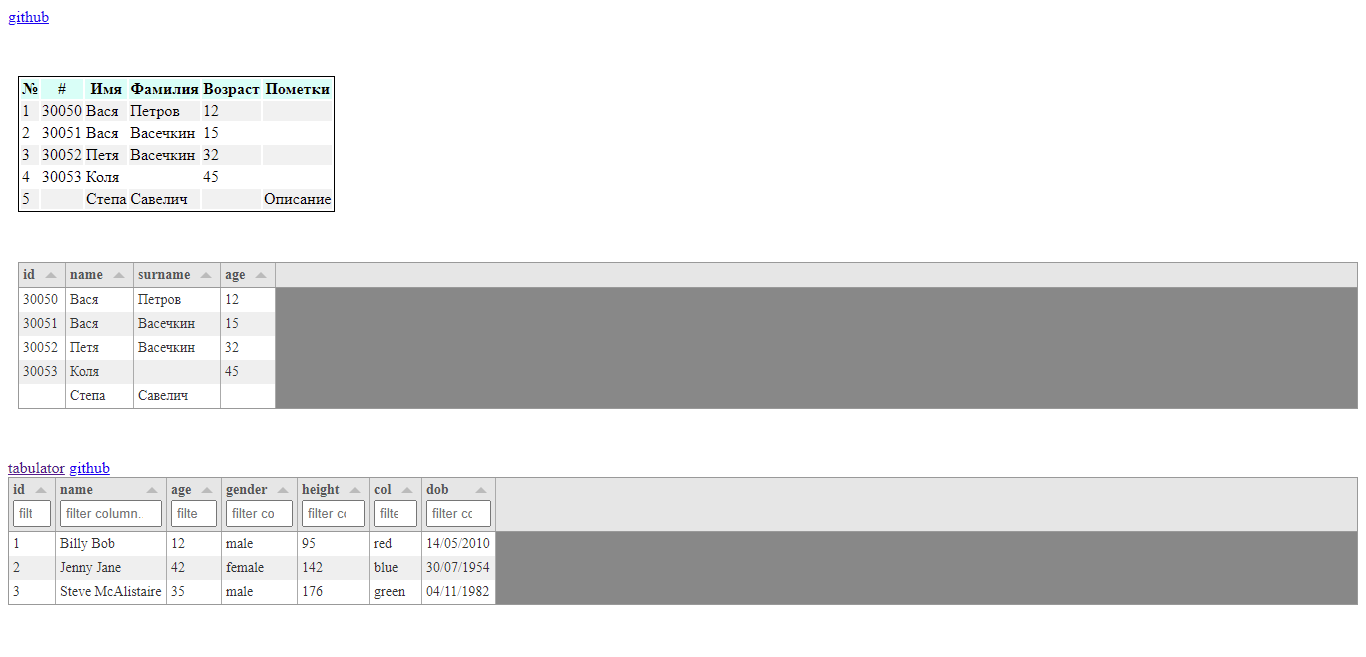 github
№ # Имя Фамилия Возраст Пометки
1 30050 Вася Петров 12
2 30051 Вася Васечкин 15
3 30052 Петя Васечкин 32
4 30053 Коля 45
5 Степа Савелич Описание
id name surname age
30050 Вася Петров 12
30051 Вася Васечкин 15
30052 Петя Васечкин 32
30053 Коля 45
Степа Савелич
tabulator github
id name age gender height col dob
filt filter column.. filte filter co filter co filte filter cc
1 Billy Bob 12 male 95 red 14/05/2010
2 Jenny Jane 42 female 142 blue 30/07/1954
3 Steve McAlistaire 35 male 176 green 04/11/1982